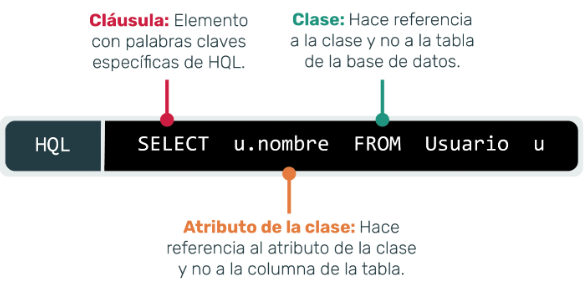 Cláusula: Elemento
con palabras claves
específicas de HQL.
Clase: Hace referencia
a la clase y no a la tabla
de la base de datos.
HQL SELECT u.nombre FROM Usuario u
Atributo de la clase: Hace
referencia al atributo de la clase
y no a la columna de la tabla.